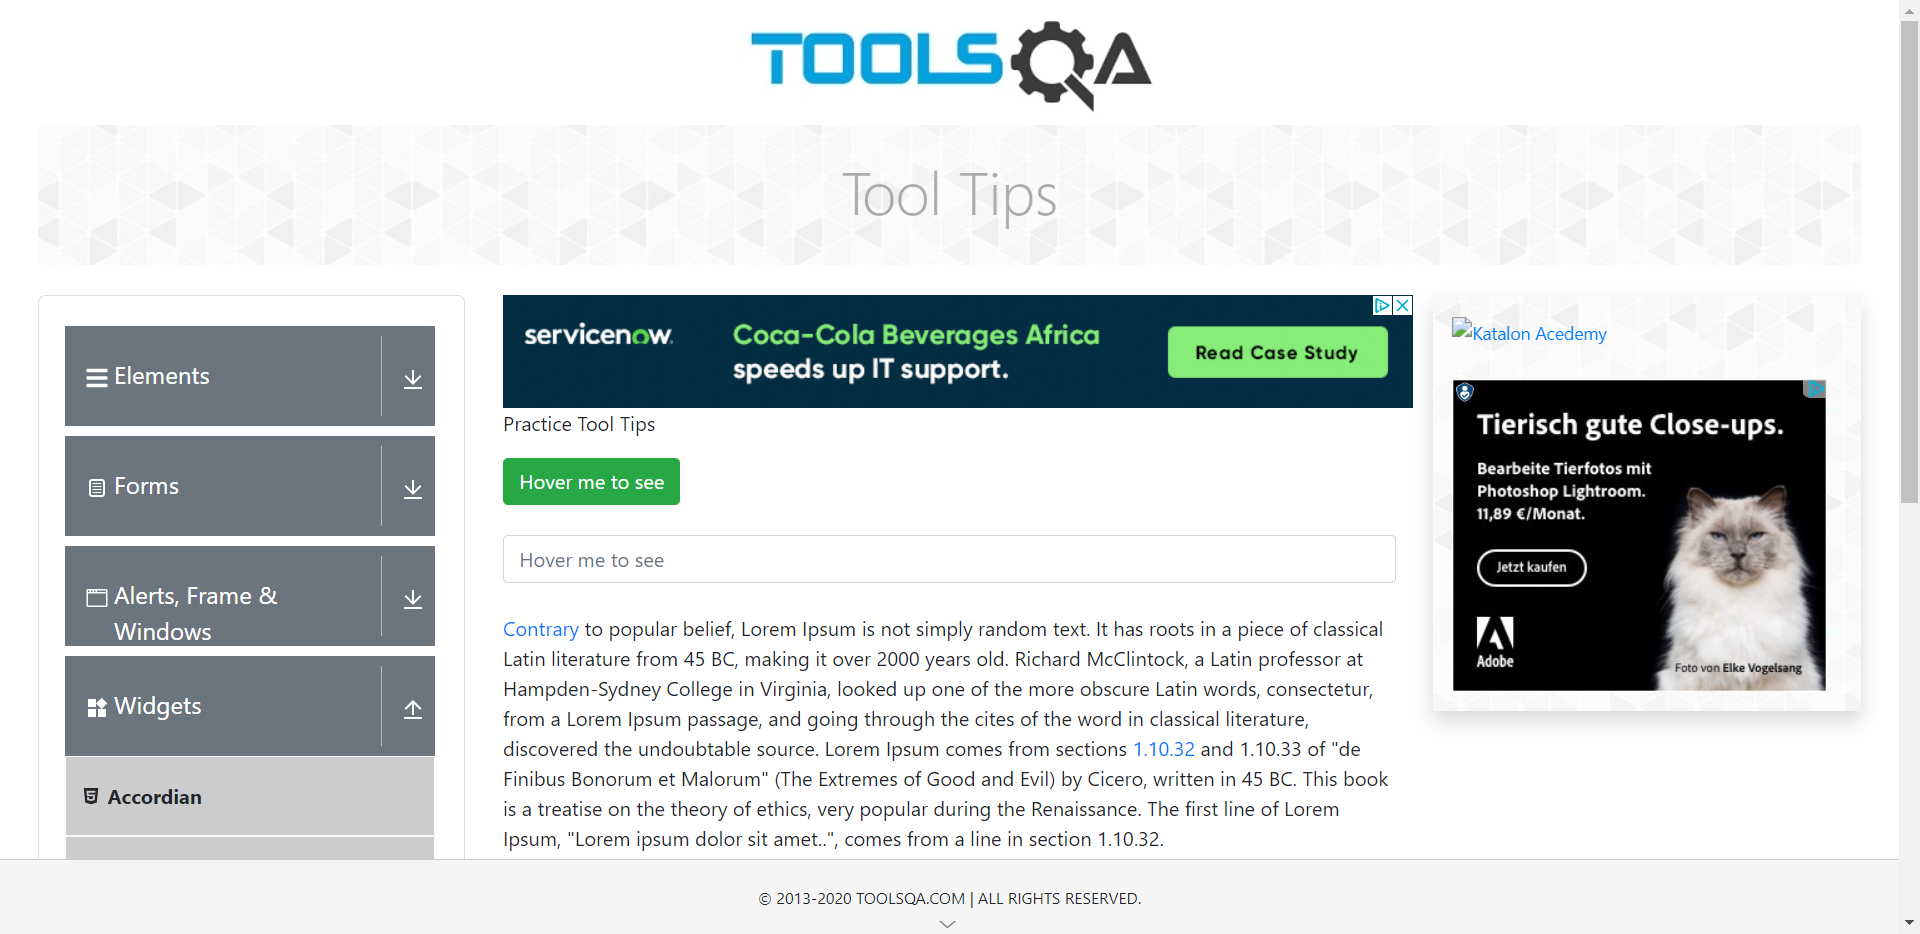 TOOLSQA
Tool Tips
Elements
Forms
Alerts, Frame &
Windows
Widgets
Accordian
servicenow.
Coca-Cola Beverages Africa
speeds up IT support.
Read Case Study
Practice Tool Tips
Hover me to see
Hover me to see
Contrary to popular belief, Lorem Ipsum is not simply random text. It has roots in a piece of classical
Latin literature from 45 BC, making it over 2000 years old. Richard McClintock, a Latin professor at
Hampden-Sydney College in Virginia, looked up one of the more obscure Latin words, consectetur,
from a Lorem Ipsum passage, and going through the cites of the word in classical literature,
discovered the undoubtable source. Lorem Ipsum comes from sections 1.10.32 and 1.10.33 of "de
Finibus Bonorum et Malorum" (The Extremes of Good and Evil) by Cicero, written in 45 BC. This book
is a treatise on the theory of ethics, very popular during the Renaissance. The first line of Lorem
Ipsum, "Lorem ipsum dolor sit amet..", comes from a line in section 1.10.32.
Katalon Acedemy
Tierisch gute Close-ups.
Bearbeite Tierfotos mit
Photoshop Lightroom.
11,89 €/Monat.
Jetzt kaufen
Adobe
Foto von Elke Vogelsang
© 2013-2020 TOOLSQA.COM | ALL RIGHTS RESERVED.